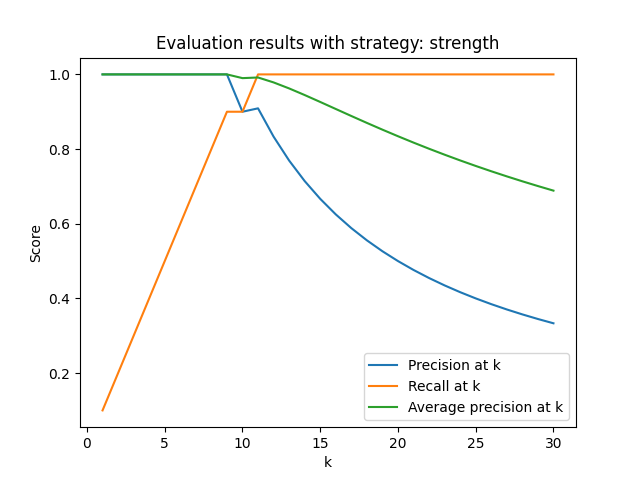 Evaluation results with strategy: strength
1.0
0.8
0.6
0.4
0.2
Score
0
5
10
15
20
25
30
k
Precision at k
Recall at k
Average precision at k